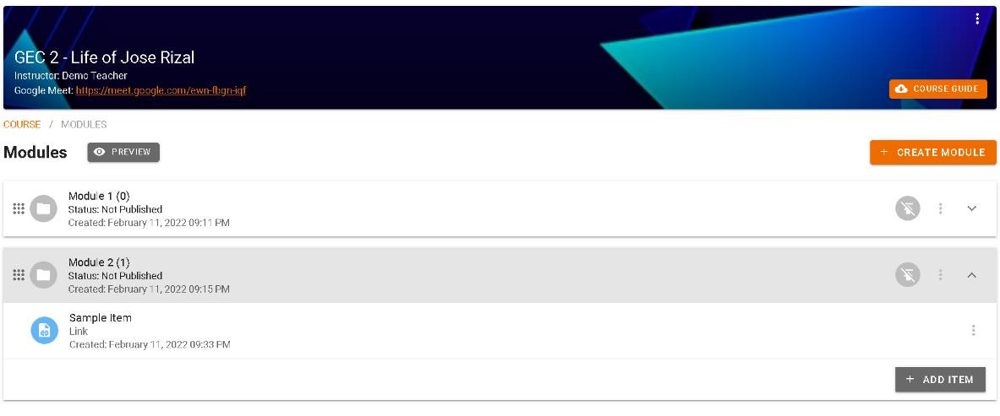 GEC 2 - Life of Jose Rizal
Instructor: Demo Teacher
Google Meet: https://meet.google.com/ewn-fbgn-iqf
COURSE GUIDE
COURSE / MODULES
Modules
PREVIEW
+ CREATE MODULE
Module 1 (0)
Status: Not Published
Created: February 11, 2022 09:11 PM
Module 2 (1)
Status: Not Published
Created: February 11, 2022 09:15 PM
Sample Item
Link
Created: February 11, 2022 09:33 PM
+ ADD ITEM